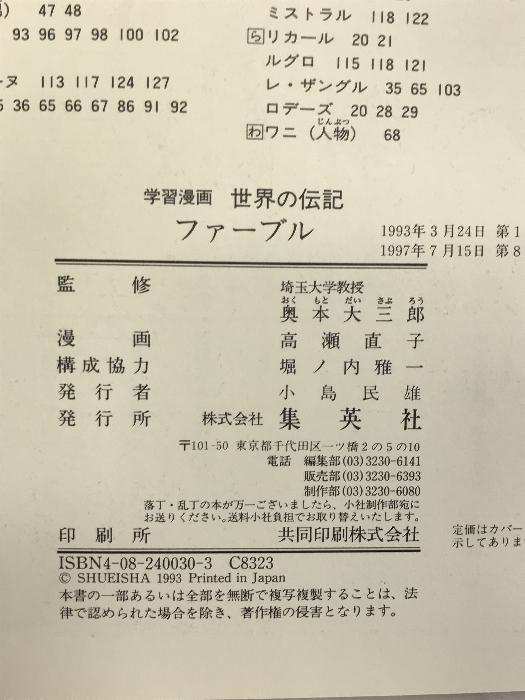 47 48
93 96 97 98 100 102
ーヌ 113 117 124 127
36 65 66 67 86 91 92
ミストラル 118 122
らリカール 20 21
ルグロ 115 118 121
レ・ザングル 35 65 103
ロデーズ 20 28 29
じんぶつ
わワニ（人物） 68
学習漫画 世界の伝記
ファーブル
1993年3月24日 第1
1997年7月15日 第8
監修 埼玉大学教授
おく もと だい さぶ ろう
奥本大三郎
漫画 高瀬直子
構成協力 堀ノ内雅一
発行者 小島民雄
発行所 株式会社 集英社
〒101-50 東京都千代田区一ツ橋2の5の10
電話 編集部(03)3230-6141
販売部(03)3230-6393
制作部(03)3230-6080
落丁・乱丁の本が万一ございましたら、小社制作部宛に
お送りください。送料小社負担でお取り替えいたします。
印刷所 共同印刷株式会社
定価はカバー
示してありま
ISBN4-08-240030-3 C8323
© SHUEISHA 1993 Printed in Japan
本書の一部あるいは全部を無断で複写複製することは、法
律で認められた場合を除き、著作権の侵害となります。